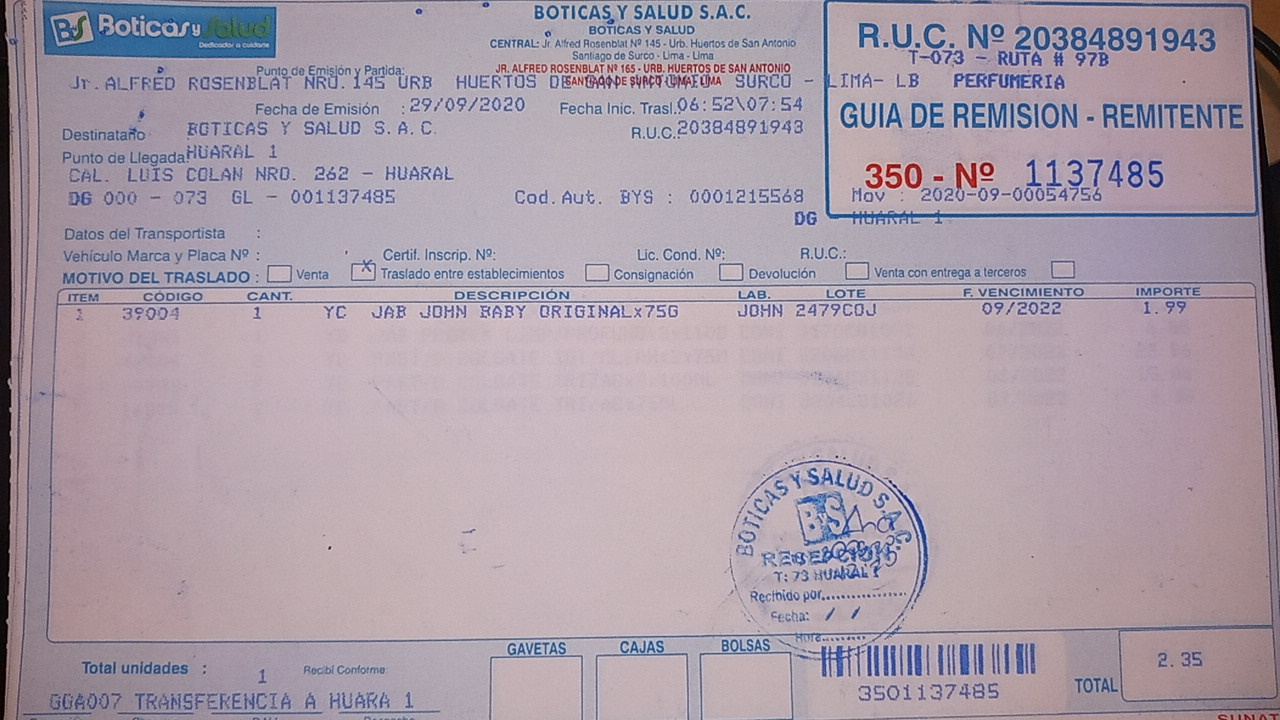 BS Boticas y Salud
Dedicados a cuidarte
BOTICAS Y SALUD S.A.C.
BOTICAS Y SALUD
CENTRAL: Jr. Alfred Rosenblat Nº 145 - Urb. Huertos de San Antonio
Santiago de Surco - Lima - Lima
JR. ALFRED ROSENBLAT Nº 165 - URB. HUERTOS DE SAN ANTONIO
SANTIAGO DE SURCO - LIMA - LIMA
R.U.C. Nº 20384891943
T-073 - RUTA # 97B
Punto de Emisión y Partida:
Jr. ALFRED ROSENBLAT NRO. 145 URB HUERTOS DE SAN ANTONIO SURCO - LIMA- LB PERFUMERIA
Fecha de Emisión : 29/09/2020 Fecha Inic. Trasl.: 06:52\07:54
GUIA DE REMISION - REMITENTE
Destinatario : BOTICAS Y SALUD S.A.C. R.U.C.: 20384891943
Punto de Llegada: HUARAL 1
CAL. LUIS COLAN NRO. 262 - HUARAL
350 - Nº 1137485
DG 000 - 073 GL - 001137485 Cod.Aut. BYS : 0001215568 Mov : 2020-09-00054756
DG HUARAL 1
Datos del Transportista :
Vehículo Marca y Placa Nº : Certif. Inscrip. Nº: Lic. Cond. Nº: R.U.C.:
MOTIVO DEL TRASLADO : Venta X Traslado entre establecimientos Consignación Devolución Venta con entrega a terceros
ITEM CÓDIGO CANT. DESCRIPCIÓN LAB. LOTE F. VENCIMIENTO IMPORTE
1 39004 1 YC JAB JOHN BABY ORIGINALx75G JOHN 2479COJ 09/2022 1.99
BOTICAS Y SALUD S.A.C.
BS
RECEPCION
T: 73 HUARAL 1
Recibido por
Fecha: / /
Hora
GAVETAS CAJAS BOLSAS
Total unidades : 1 Recibí Conforme:
GGA007 TRANSFERENCIA A HUARA 1
3501137485
TOTAL 2.35
SUNAT